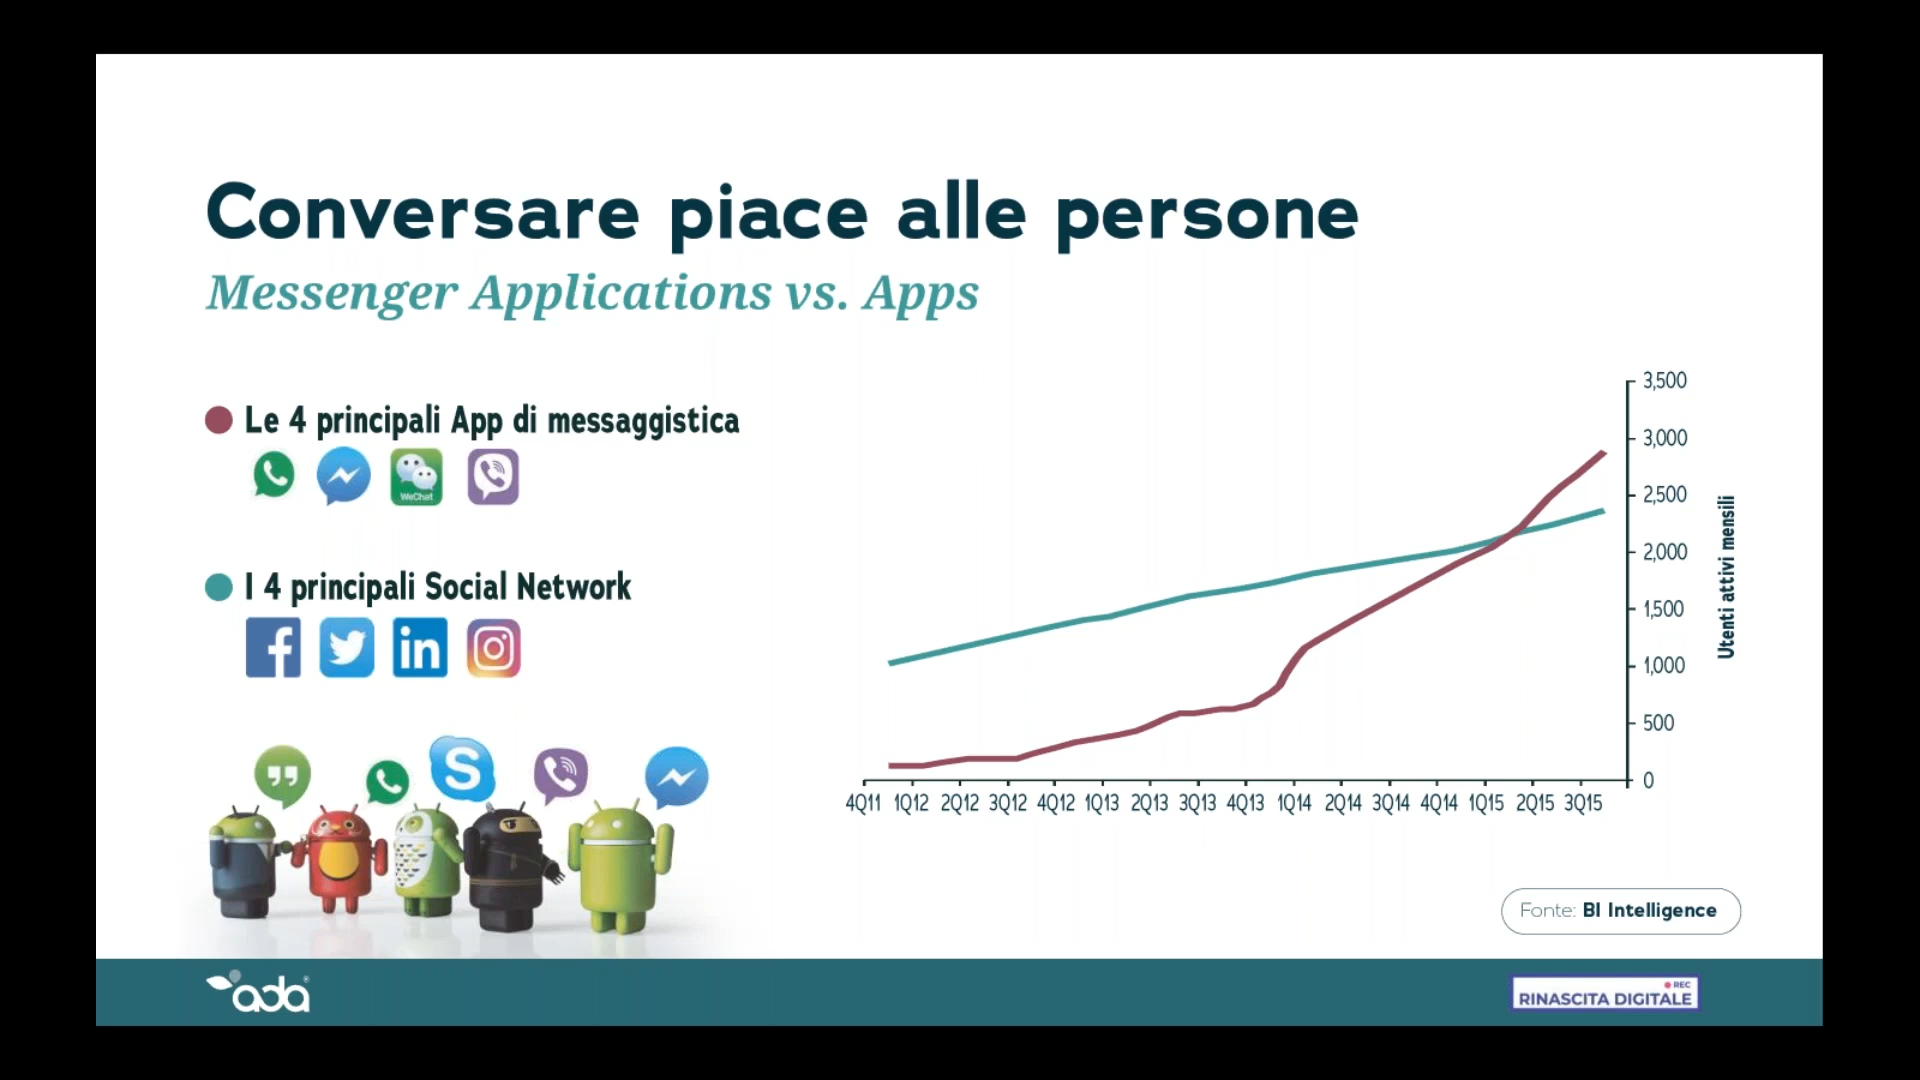 Conversare piace alle persone
Messenger Applications vs. Apps
Le 4 principali App di messaggistica
WeChat
I 4 principali Social Network
3,500
3,000
2,500
2,000
1,500
1,000
500
0
Utenti attivi mensili
4Q11 1Q12 2Q12 3Q12 4Q12 1Q13 2Q13 3Q13 4Q13 1Q14 2Q14 3Q14 4Q14 1Q15 2Q15 3Q15
Fonte: BI Intelligence
ada
REC
RINASCITA DIGITALE